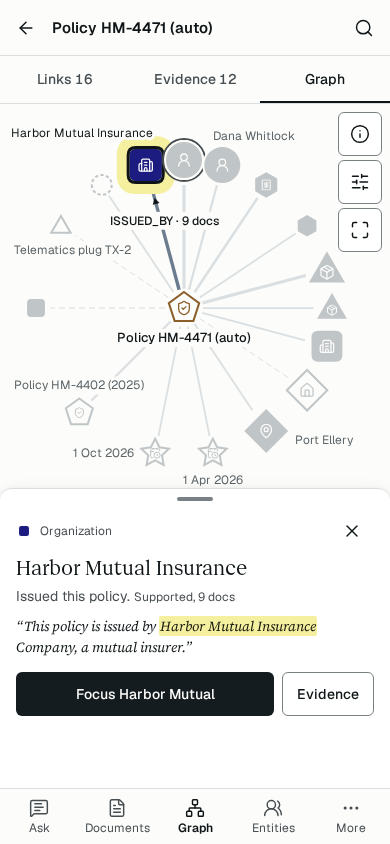 Policy HM-4471 (auto)
Links 16
Evidence 12
Graph
Harbor Mutual Insurance
Dana Whitlock
ISSUED_BY · 9 docs
Telematics plug TX-2
Policy HM-4471 (auto)
Policy HM-4402 (2025)
Port Ellery
1 Oct 2026
1 Apr 2026
Organization
Harbor Mutual Insurance
Issued this policy. Supported, 9 docs
“This policy is issued by Harbor Mutual Insurance
Company, a mutual insurer.”
Focus Harbor Mutual
Evidence
Ask
Documents
Graph
Entities
More